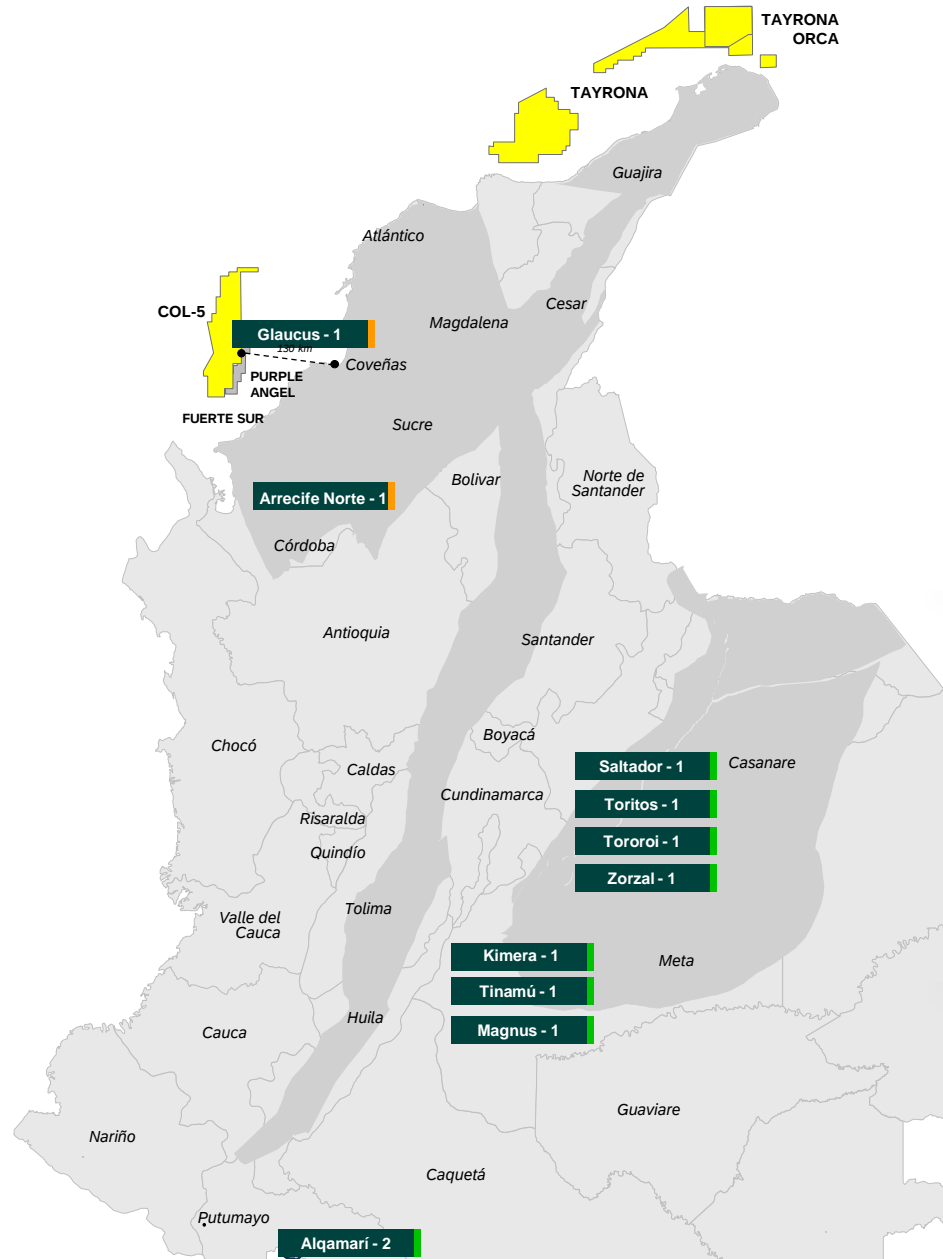 TAYRONA
ORCA
TAYRONA
Guajira
Atlántico
Cesar
COL-5
Magdalena
Glaucus - 1
130 km
Coveñas
PURPLE
ANGEL
FUERTE SUR
Sucre
Bolivar
Norte de
Santander
Arrecife Norte - 1
Córdoba
Antioquia
Santander
Boyacá
Chocó
Caldas
Saltador - 1
Casanare
Cundinamarca
Toritos - 1
Risaralda
Tororoi - 1
Quindío
Zorzal - 1
Tolima
Valle del
Cauca
Kimera - 1
Meta
Tinamú - 1
Huila
Magnus - 1
Cauca
Guaviare
Nariño
Caquetá
Putumayo
Alqamarí - 2